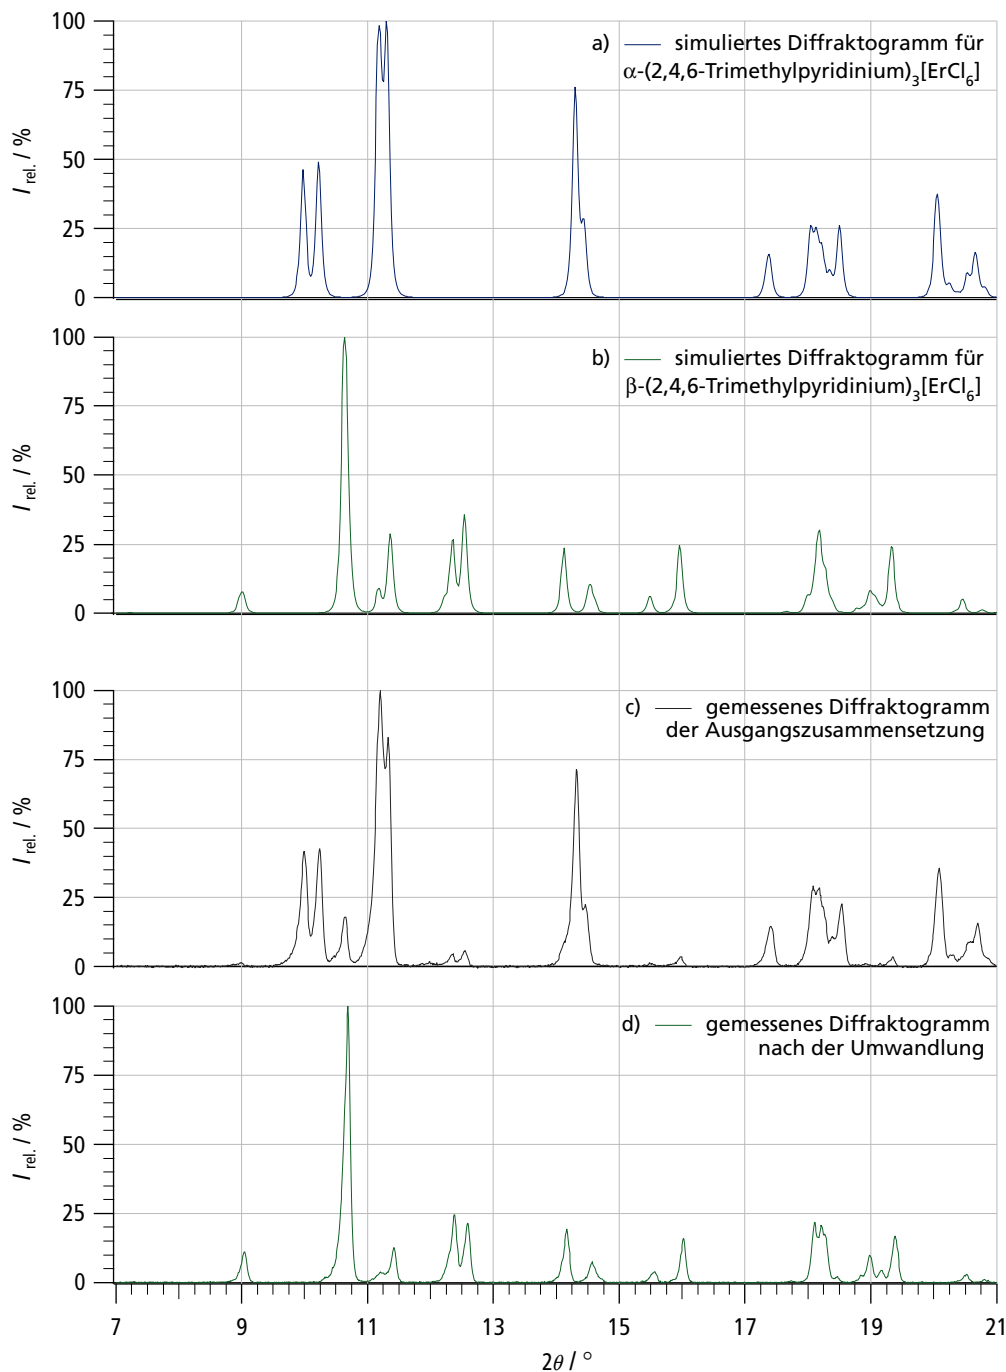 100
75
50
25
0
I rel. / %
a) simuliertes Diffraktogramm für
α-(2,4,6-Trimethylpyridinium)₃[ErCl₆]
100
75
50
25
0
I rel. / %
b) simuliertes Diffraktogramm für
β-(2,4,6-Trimethylpyridinium)₃[ErCl₆]
100
75
50
25
0
I rel. / %
c) gemessenes Diffraktogramm
der Ausgangszusammensetzung
100
75
50
25
0
I rel. / %
d) gemessenes Diffraktogramm
nach der Umwandlung
7 9 11 13 15 17 19 21
2θ / °